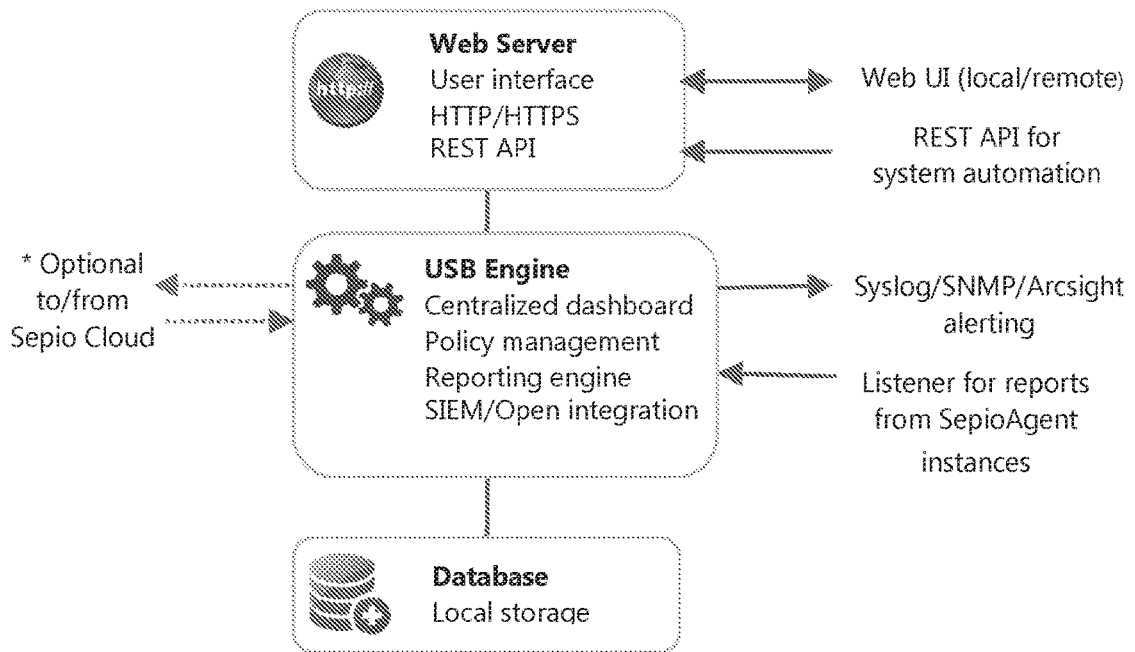 Web Server
User interface
HTTP/HTTPS
REST API
http:/
Web UI (local/remote)
REST API for
system automation
* Optional
to/from
Sepio Cloud
USB Engine
Centralized dashboard
Policy management
Reporting engine
SIEM/Open integration
Syslog/SNMP/Arcsight
alerting
Listener for reports
from SepioAgent
instances
Database
Local storage